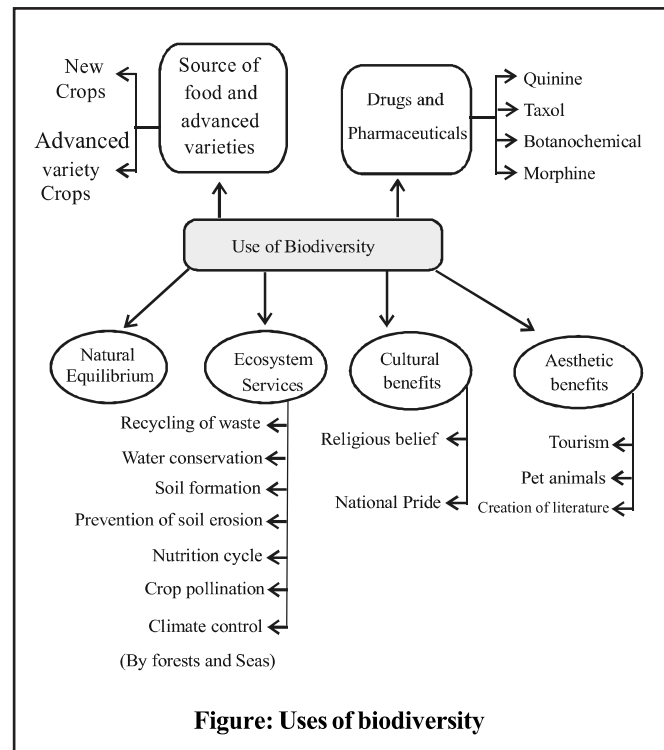 New
Crops
Advanced
variety
Crops
Source of
food and
advanced
varieties
Drugs and
Pharmaceuticals
Quinine
Taxol
Botanochemical
Morphine
Use of Biodiversity
Natural
Equilibrium
Ecosystem
Services
Cultural
benefits
Aesthetic
benefits
Recycling of waste
Water conservation
Soil formation
Prevention of soil erosion
Nutrition cycle
Crop pollination
Climate control
(By forests and Seas)
Religious belief
National Pride
Tourism
Pet animals
Creation of literature
Figure: Uses of biodiversity